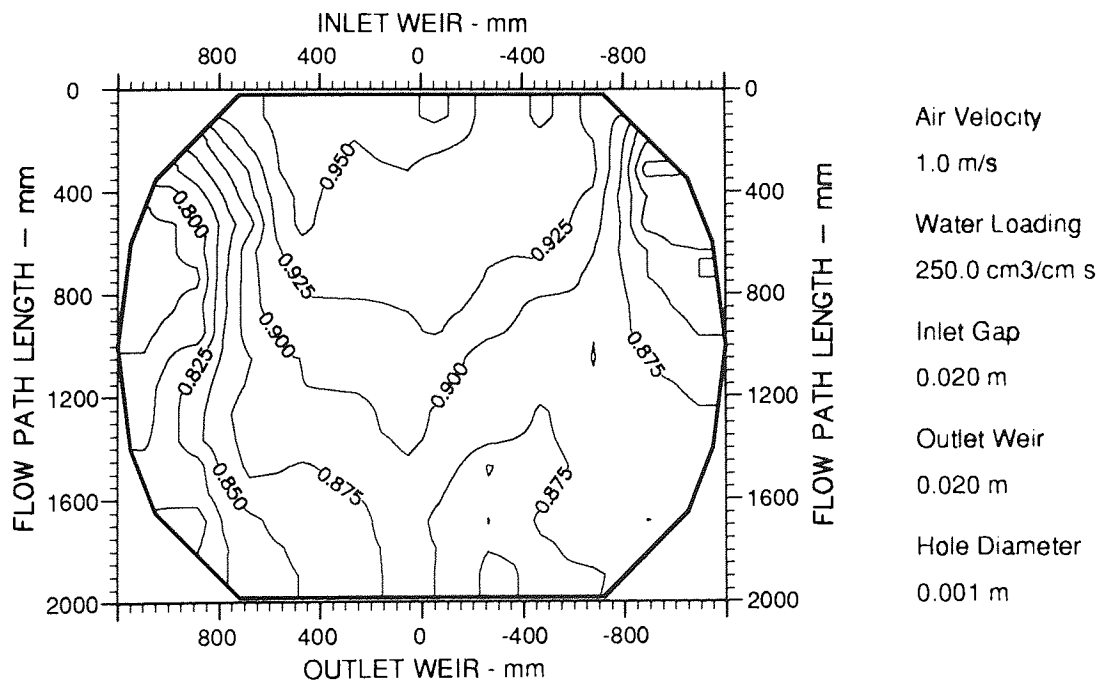 INLET WEIR - mm
800 400 0 -400 -800
0 0
400 400
800 800
1200 1200
1600 1600
2000 2000
FLOW PATH LENGTH – mm
FLOW PATH LENGTH – mm
0.950
0.800
0.925
0.925
0.900
0.825
0.900
0.875
0.850
0.875
0.875
800 400 0 -400 -800
OUTLET WEIR - mm
Air Velocity
1.0 m/s
Water Loading
250.0 cm3/cm s
Inlet Gap
0.020 m
Outlet Weir
0.020 m
Hole Diameter
0.001 m